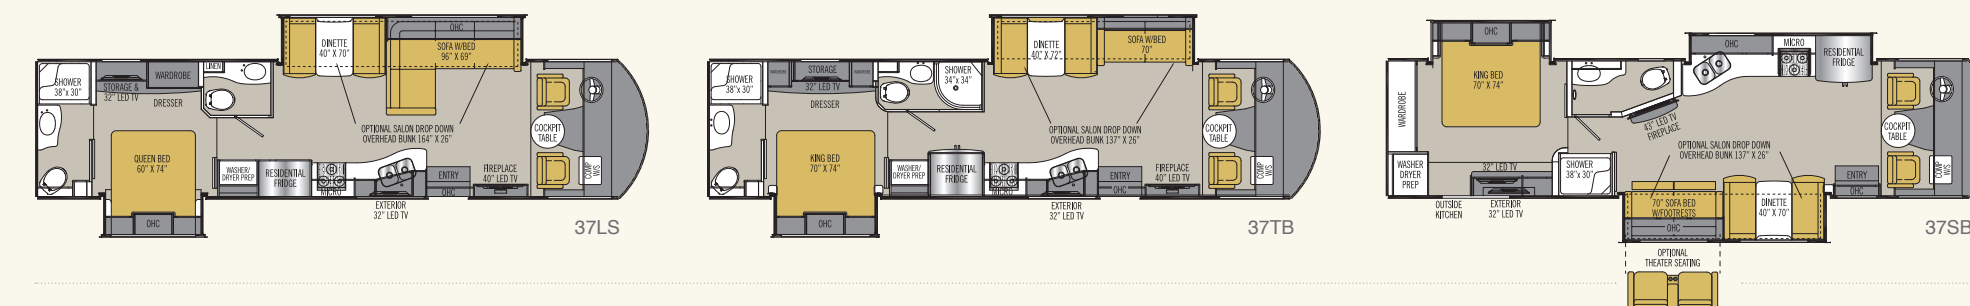 OHC
DINETTE
40" X 70"
SOFA W/BED
96" X 69"
SHOWER
38"x 30"
WARDROBE
LINEN
STORAGE &
32" LED TV
DRESSER
OPTIONAL SALON DROP DOWN
OVERHEAD BUNK 164" X 26"
COCKPIT
TABLE
QUEEN BED
60" X 74"
WASHER/
DRYER PREP
RESIDENTIAL
FRIDGE
MICRO
ENTRY
OHC
FIREPLACE
40" LED TV
COMP
W/S
EXTERIOR
32" LED TV
OHC
37LS
DINETTE
40" X 72"
SOFA W/BED
70"
SHOWER
38"x 30"
WARDROBE
STORAGE
WARDROBE
32" LED TV
DRESSER
SHOWER
34"x 34"
OPTIONAL SALON DROP DOWN
OVERHEAD BUNK 137" X 26"
COCKPIT
TABLE
KING BED
70" X 74"
WASHER/
DRYER PREP
RESIDENTIAL
FRIDGE
MICRO
ENTRY
OHC
FIREPLACE
40" LED TV
COMP
W/S
EXTERIOR
32" LED TV
OHC
37TB
OHC
KING BED
70" X 74"
WARDROBE
OHC
MICRO
RESIDENTIAL
FRIDGE
43" LED TV
FIREPLACE
COCKPIT
TABLE
OPTIONAL SALON DROP DOWN
OVERHEAD BUNK 137" X 26"
WASHER
DRYER
PREP
32" LED TV
SHOWER
38"x 30"
ENTRY
OHC
COMP
W/S
OUTSIDE
KITCHEN
EXTERIOR
32" LED TV
70" SOFA BED
W/FOOTRESTS
OHC
DINETTE
40" X 70"
37SB
OPTIONAL
THEATER SEATING